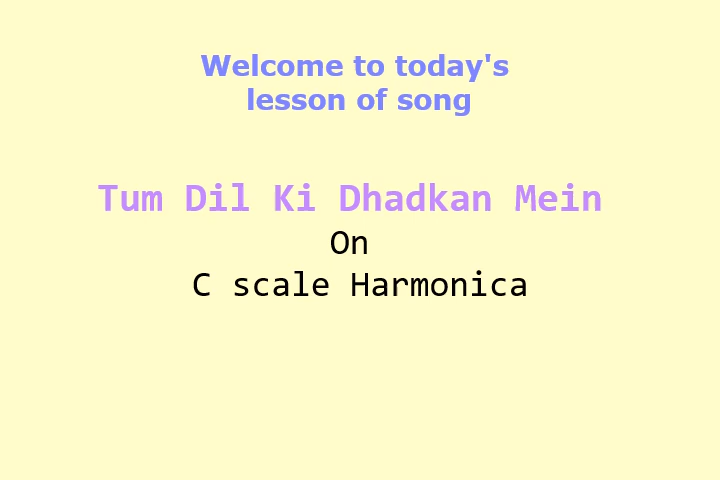 Welcome to today's
lesson of song
Tum Dil Ki Dhadkan Mein
On
C scale Harmonica